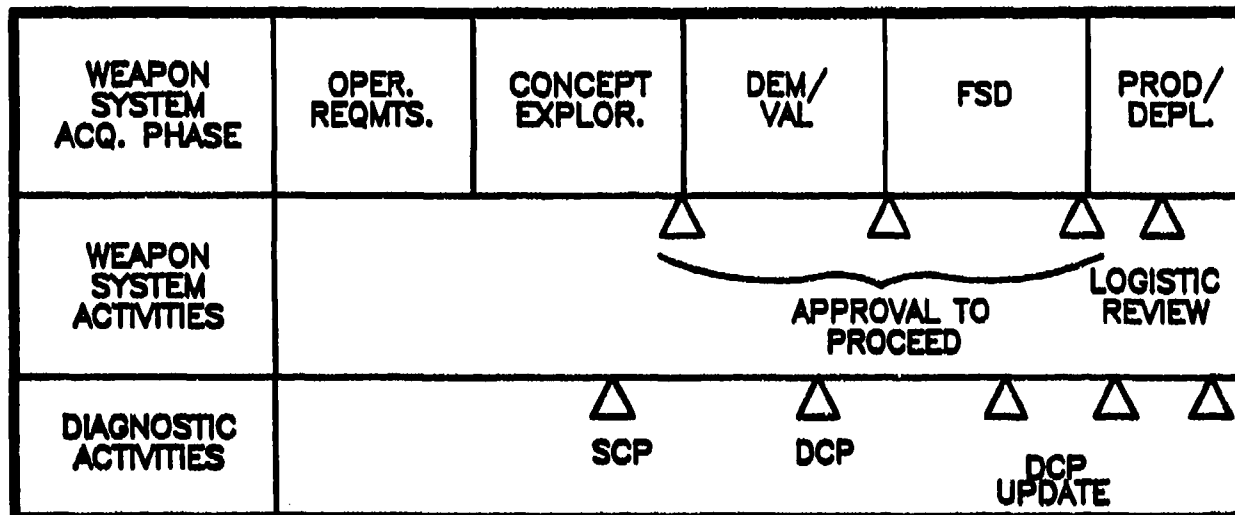 WEAPON
SYSTEM
ACQ. PHASE
OPER.
REQMTS.
CONCEPT
EXPLOR.
DEM/
VAL
FSD
PROD/
DEPL.
WEAPON
SYSTEM
ACTIVITIES
APPROVAL TO
PROCEED
LOGISTIC
REVIEW
DIAGNOSTIC
ACTIVITIES
SCP
DCP
DCP
UPDATE